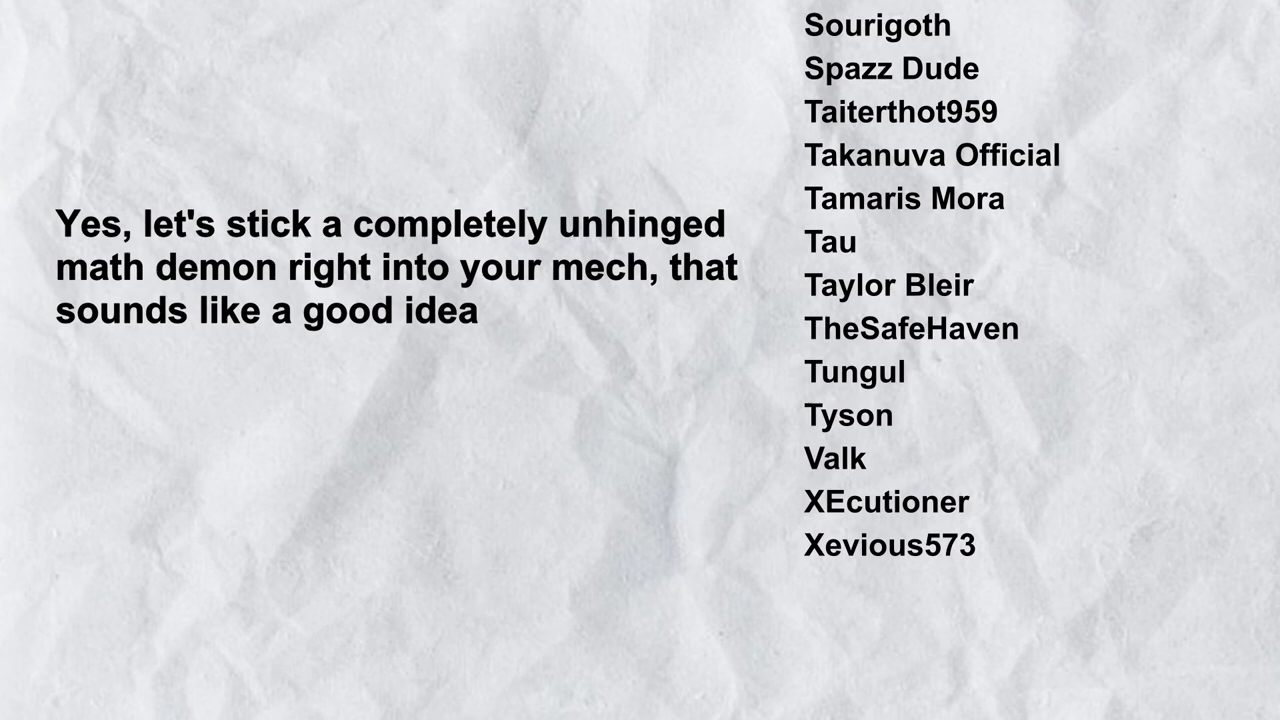 Yes, let's stick a completely unhinged
math demon right into your mech, that
sounds like a good idea
Sourigoth
Spazz Dude
Taiterthot959
Takanuva Official
Tamaris Mora
Tau
Taylor Bleir
TheSafeHaven
Tungul
Tyson
Valk
XEcutioner
Xevious573